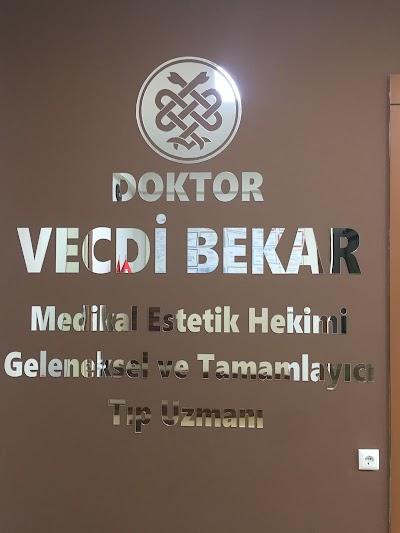 DOKTOR
VECDİ BEKAR
Medikal Estetik Hekimi
Geleneksel ve Tamamlayıcı
Tıp Uzmanı